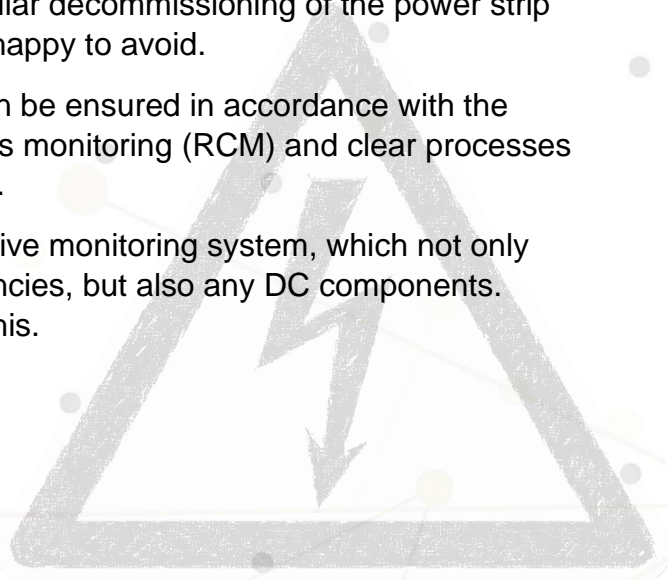 lar decommissioning of the power strip
happy to avoid.
be ensured in accordance with the
s monitoring (RCM) and clear processes
.
ive monitoring system, which not only
ncies, but also any DC components.
his.